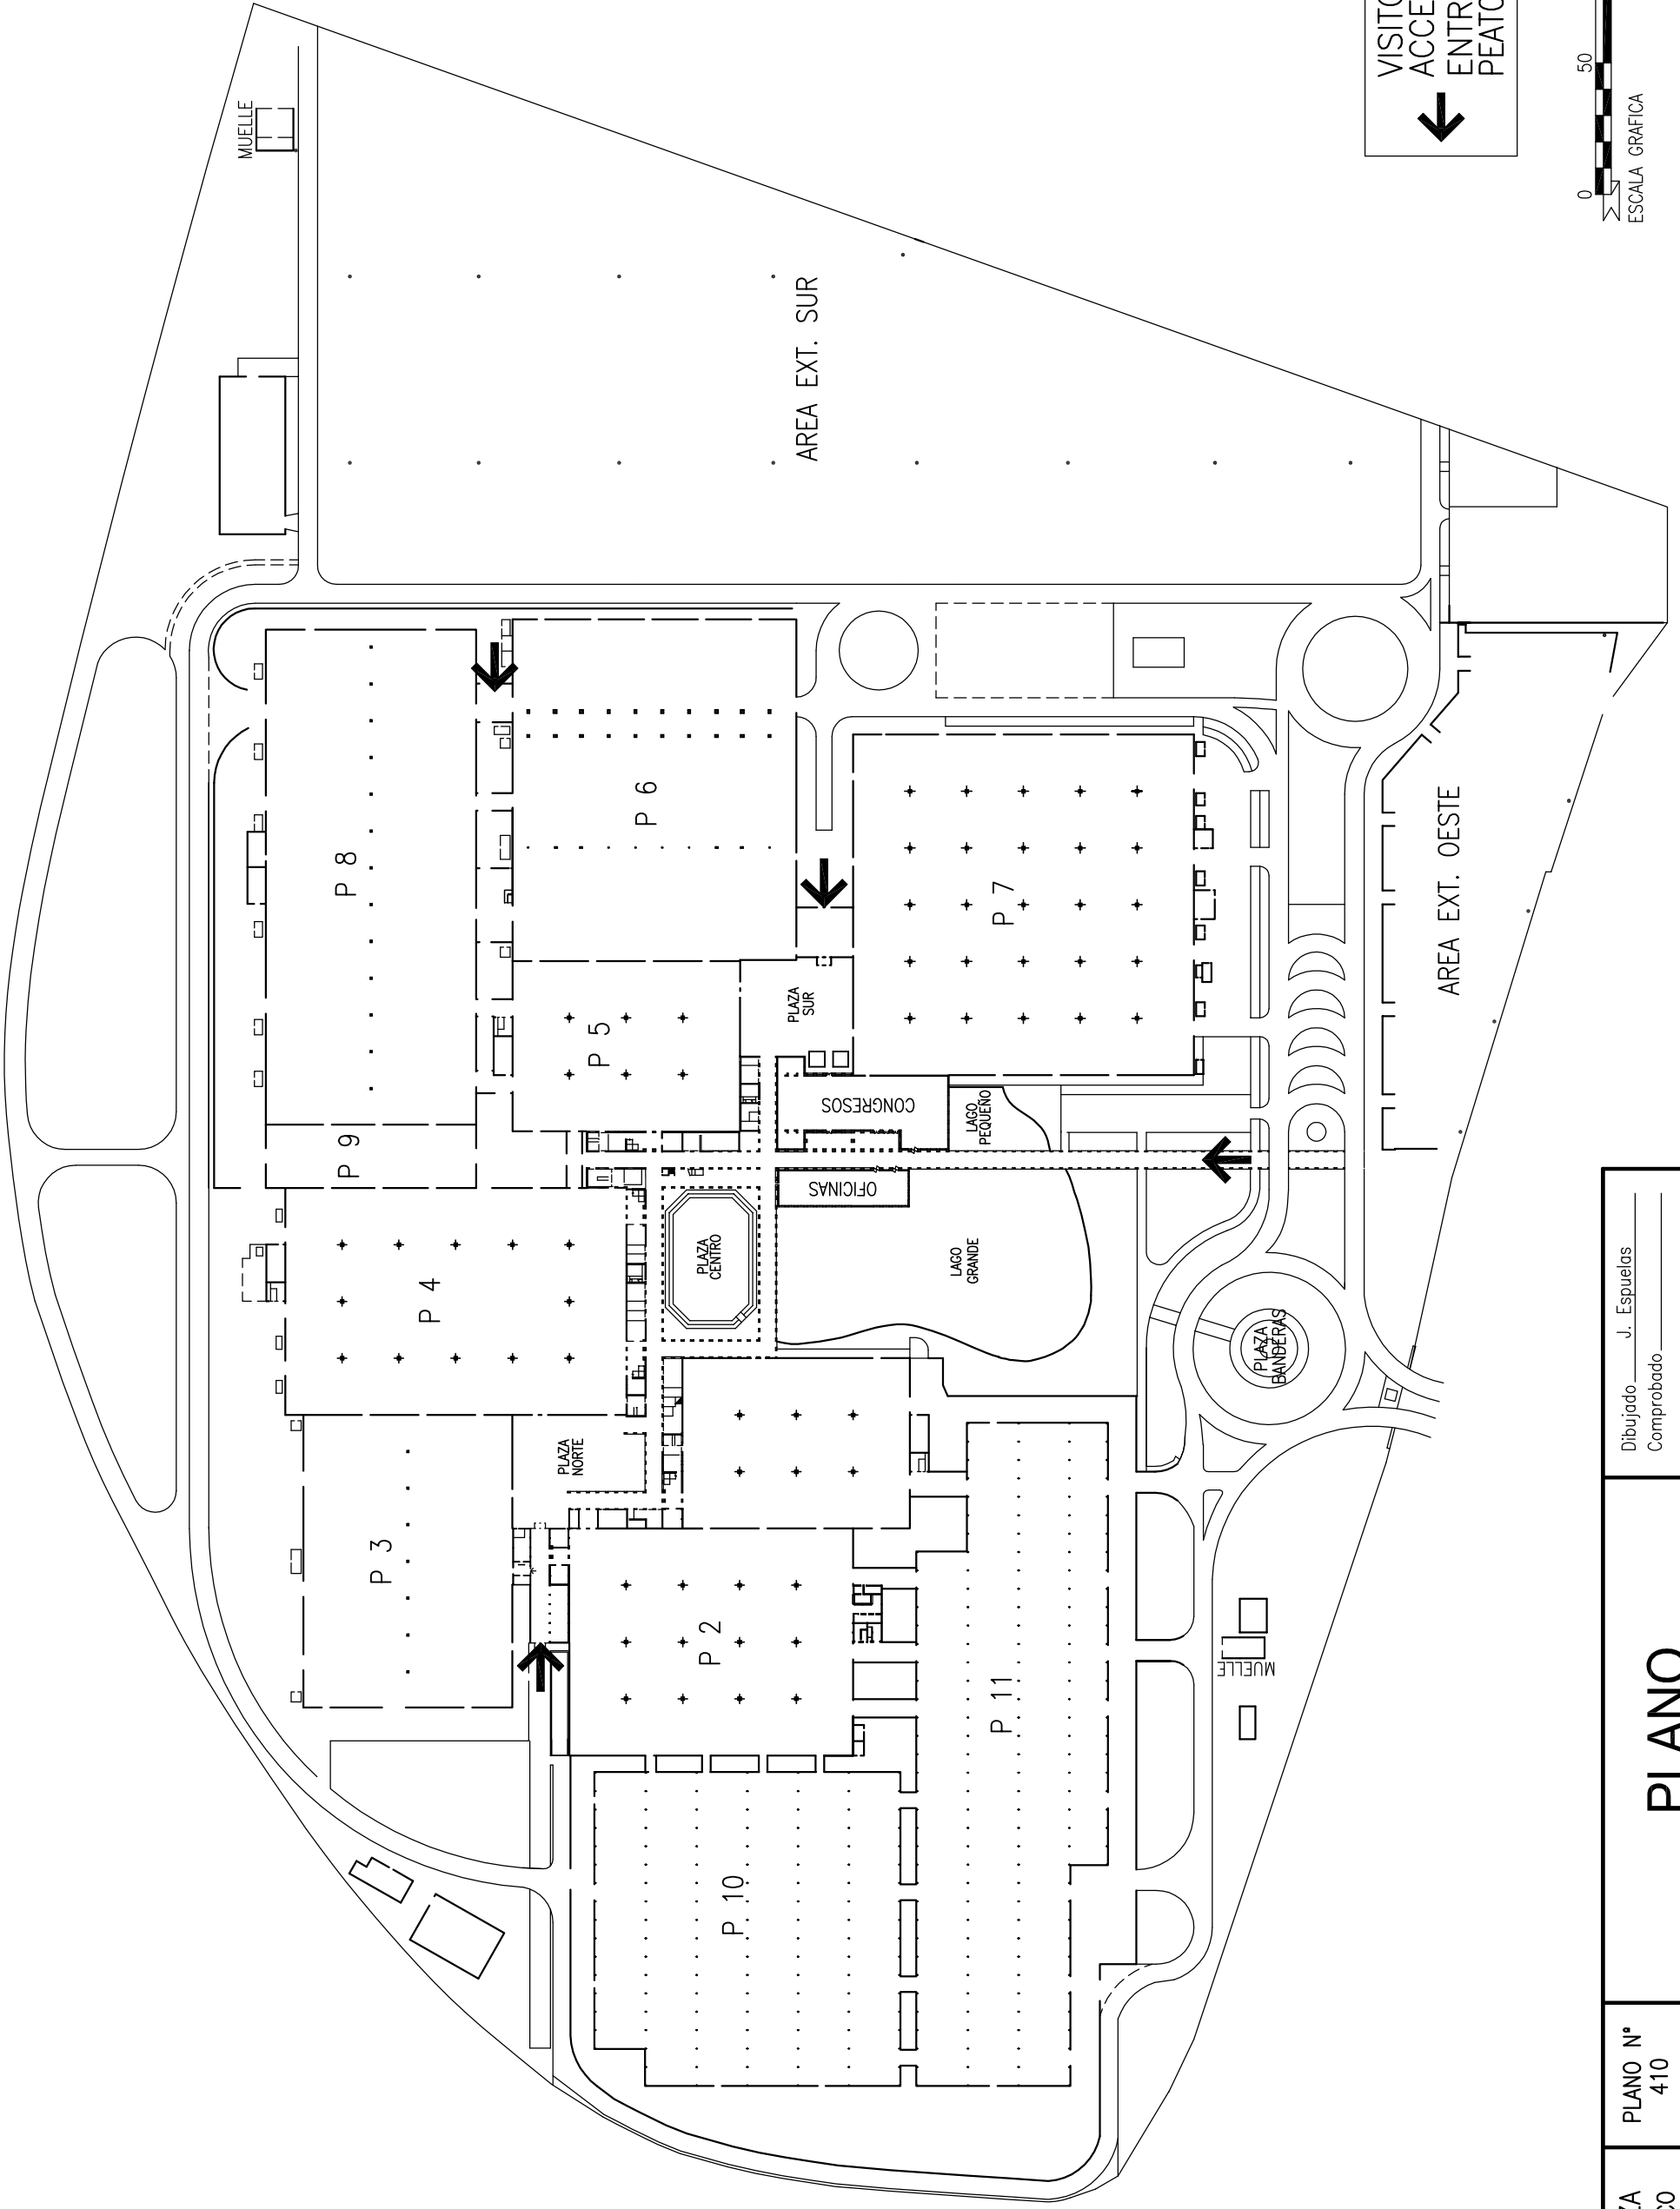 MUELLE
AREA EXT. SUR
P 8
P 6
P 7
P 5
P 9
P 4
P 3
P 2
P 10
P 11
PLAZA
SUR
CONGRESOS
LAGO
PEQUEÑO
OFICINAS
PLAZA
CENTRO
LAGO
GRANDE
PLAZA
NORTE
PLAZA
BANDERAS
AREA EXT. OESTE
MUELLE
VISITO
ACCE
ENTR
PEATO
0 50
ESCALA GRAFICA
Dibujado J. Espuelas
Comprobado
PLANO
PLANO Nº
410
ZA
CO